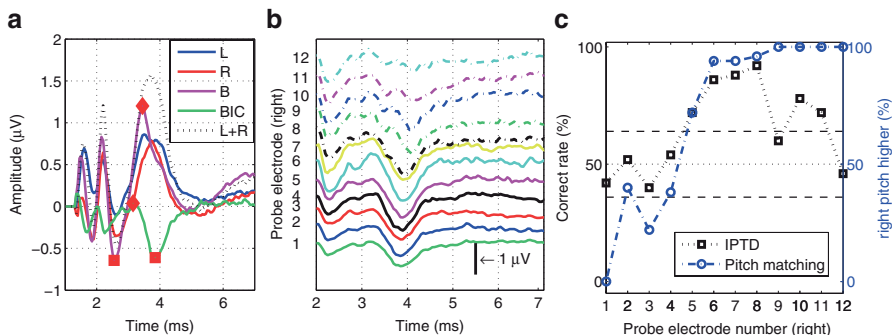 a
Amplitude (µV)
2
1.5
1
0.5
0
−0.5
−1
2
4
6
Time (ms)
L
R
B
BIC
L+R
b
Probe electrode (right)
12
11
10
9
8
7
6
5
4
3
2
1
←1 µV
2
3
4
5
6
7
Time (ms)
c
Correct rate (%)
100
50
0
100
50
0
right pitch higher (%)
IPTD
Pitch matching
1
2
3
4
5
6
7
8
9
10
11
12
Probe electrode number (right)